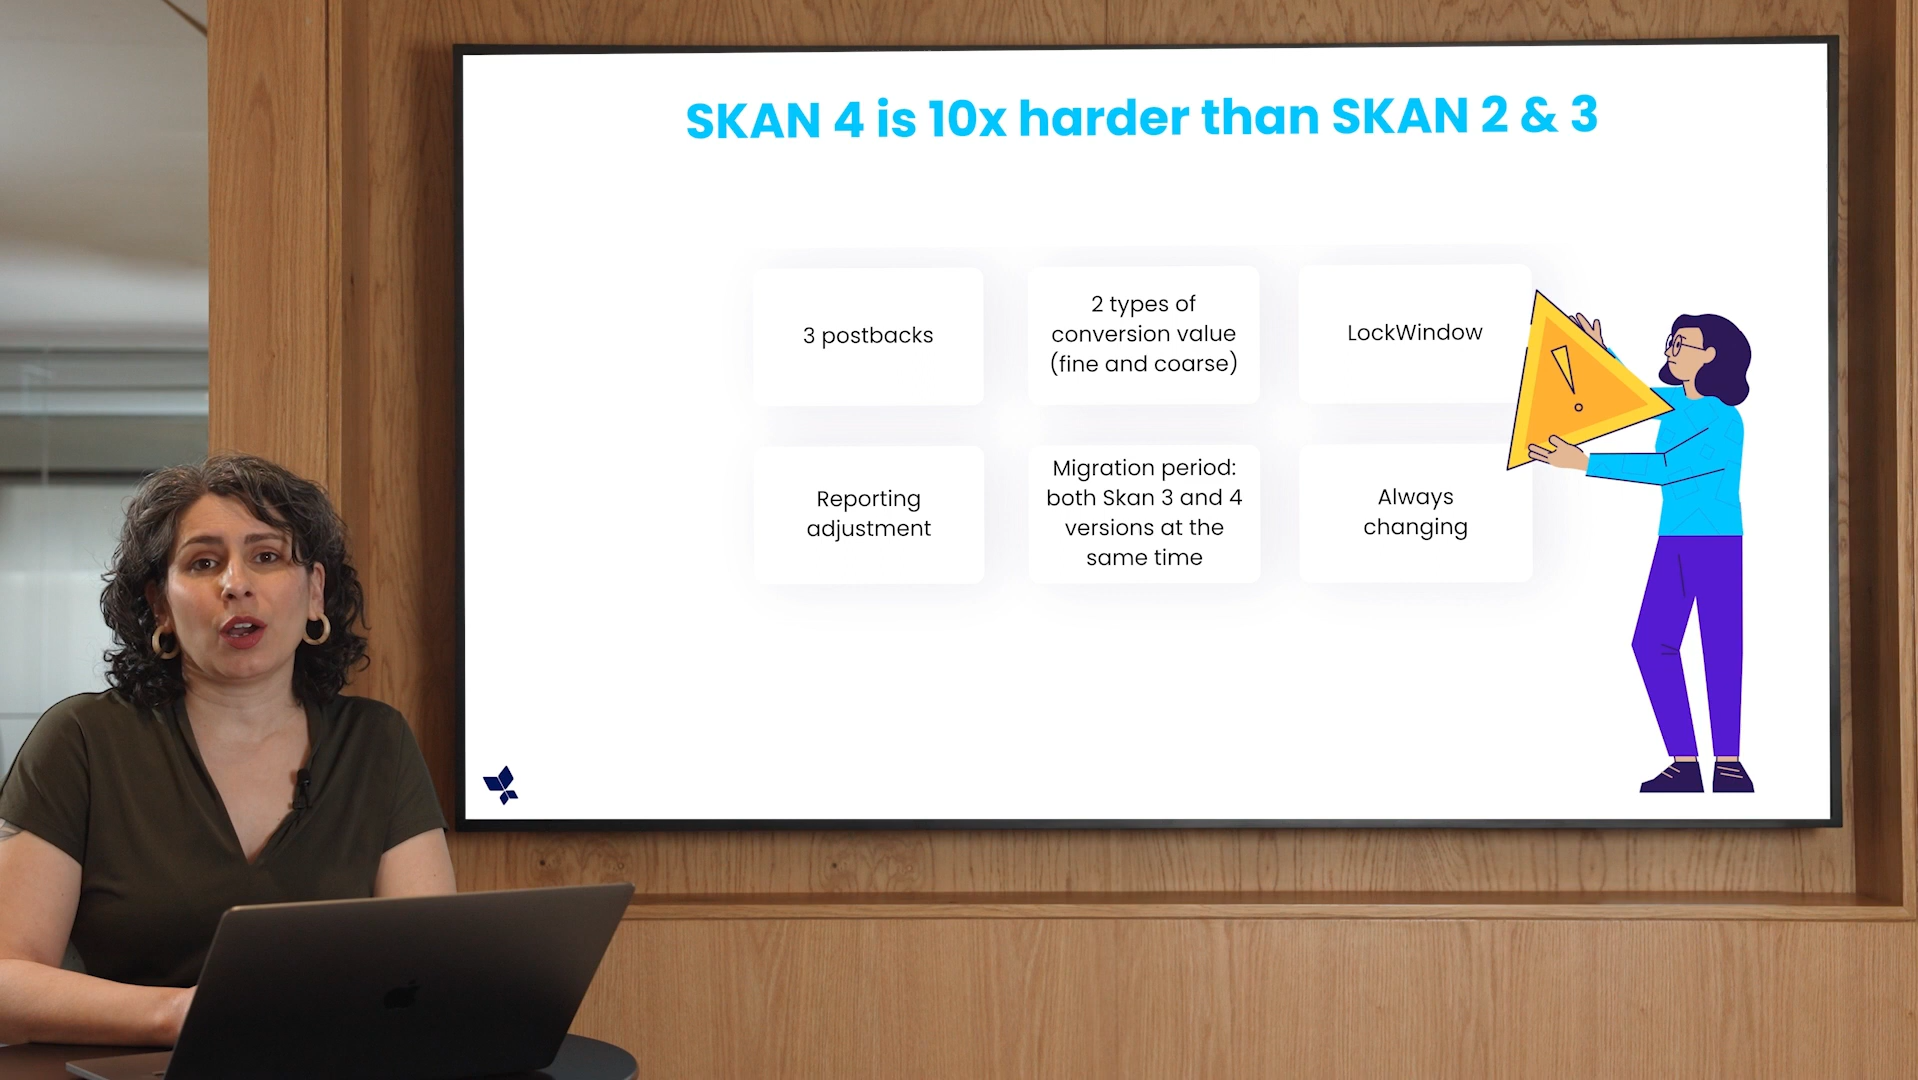 SKAN 4 is 10x harder than SKAN 2 & 3
3 postbacks
2 types of
conversion value
(fine and coarse)
LockWindow
Reporting
adjustment
Migration period:
both Skan 3 and 4
versions at the
same time
Always
changing